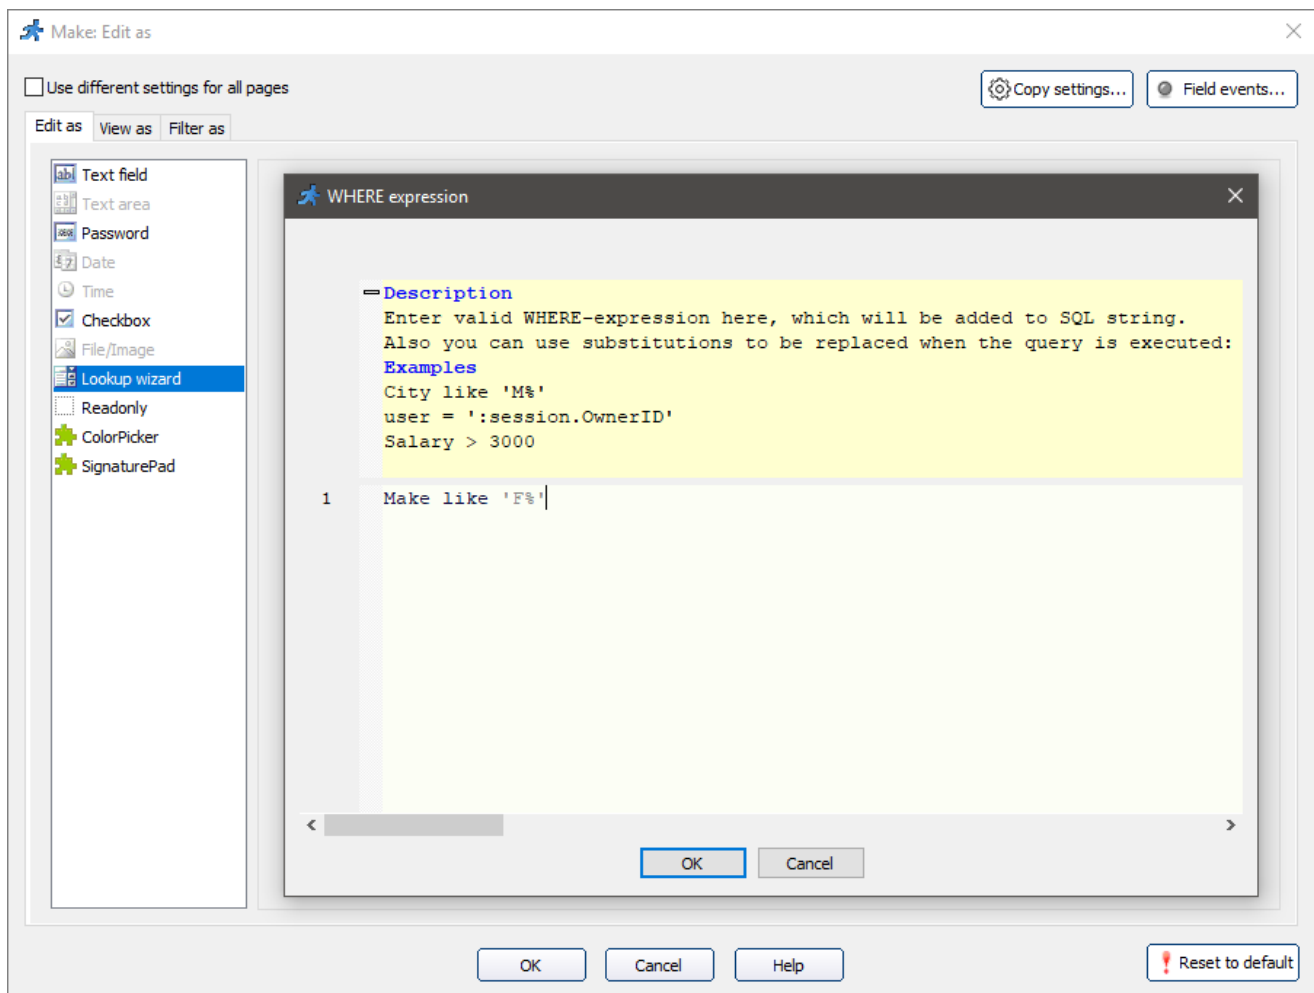 Make: Edit as
Use different settings for all pages
Copy settings...
Field events...
Edit as
View as
Filter as
Text field
Text area
Password
Date
Time
Checkbox
File/Image
Lookup wizard
Readonly
ColorPicker
SignaturePad
WHERE expression
Description
Enter valid WHERE-expression here, which will be added to SQL string.
Also you can use substitutions to be replaced when the query is executed:
Examples
City like 'M%'
user = ':session.OwnerID'
Salary > 3000
1 Make like 'F%'
OK
Cancel
OK
Cancel
Help
Reset to default